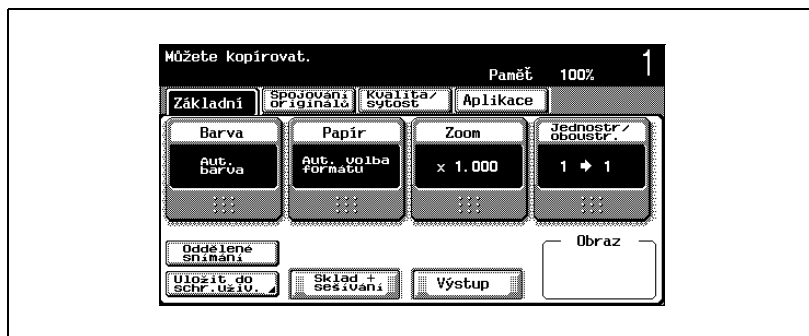 Můžete kopírovat.
Paměť 100%
1
Základní
Spojování
originálů
Kvalita/
sytost
Aplikace
Barva
Aut.
barva
Papír
Aut. volba
formátu
Zoom
x 1.000
Jednostr/
oboustr.
1 → 1
Oddělené
snímání
Uložit do
schr.uživ.
Sklad +
sešívání
Výstup
Obraz